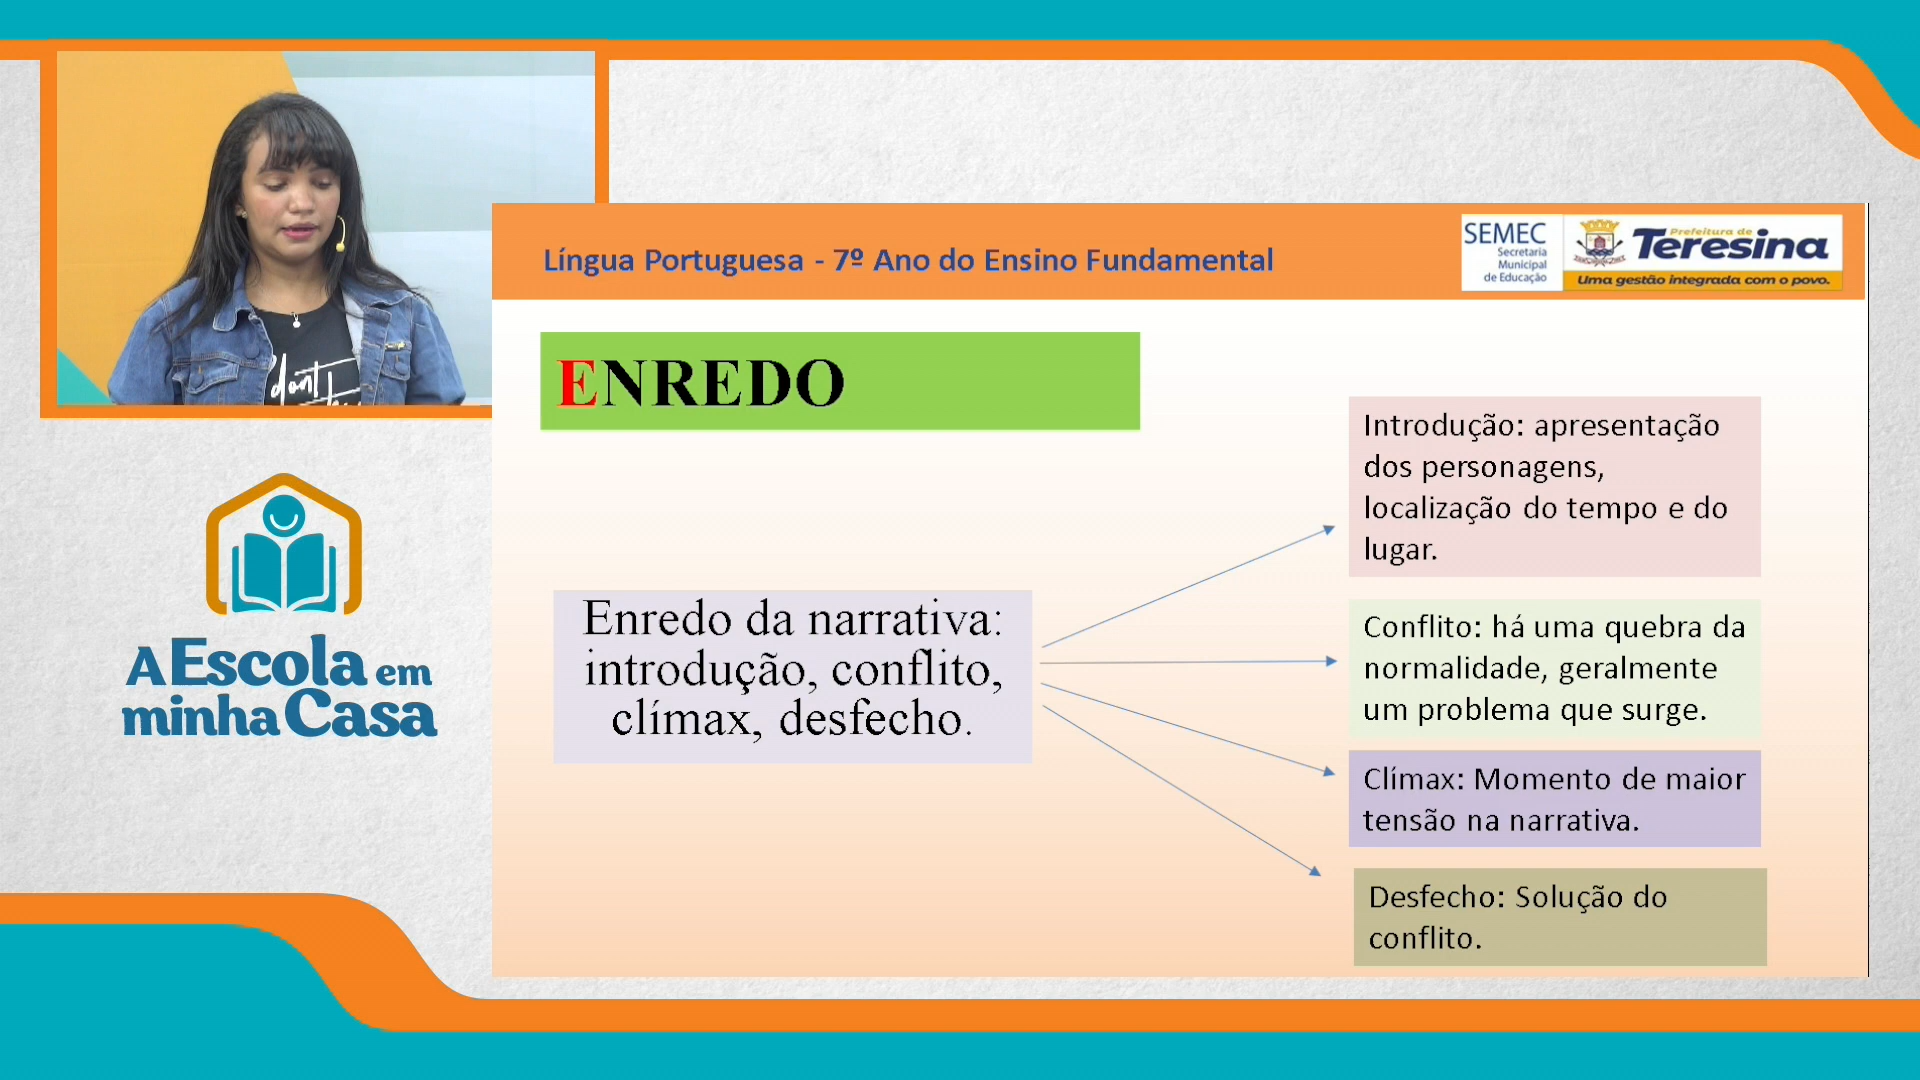 Língua Portuguesa - 7º Ano do Ensino Fundamental
SEMEC
Secretaria
Municipal
de Educação
Prefeitura de
Teresina
Uma gestão integrada com o povo.
ENREDO
Enredo da narrativa:
introdução, conflito,
clímax, desfecho.
Introdução: apresentação
dos personagens,
localização do tempo e do
lugar.
Conflito: há uma quebra da
normalidade, geralmente
um problema que surge.
Clímax: Momento de maior
tensão na narrativa.
Desfecho: Solução do
conflito.
A Escola em
minha Casa
don't